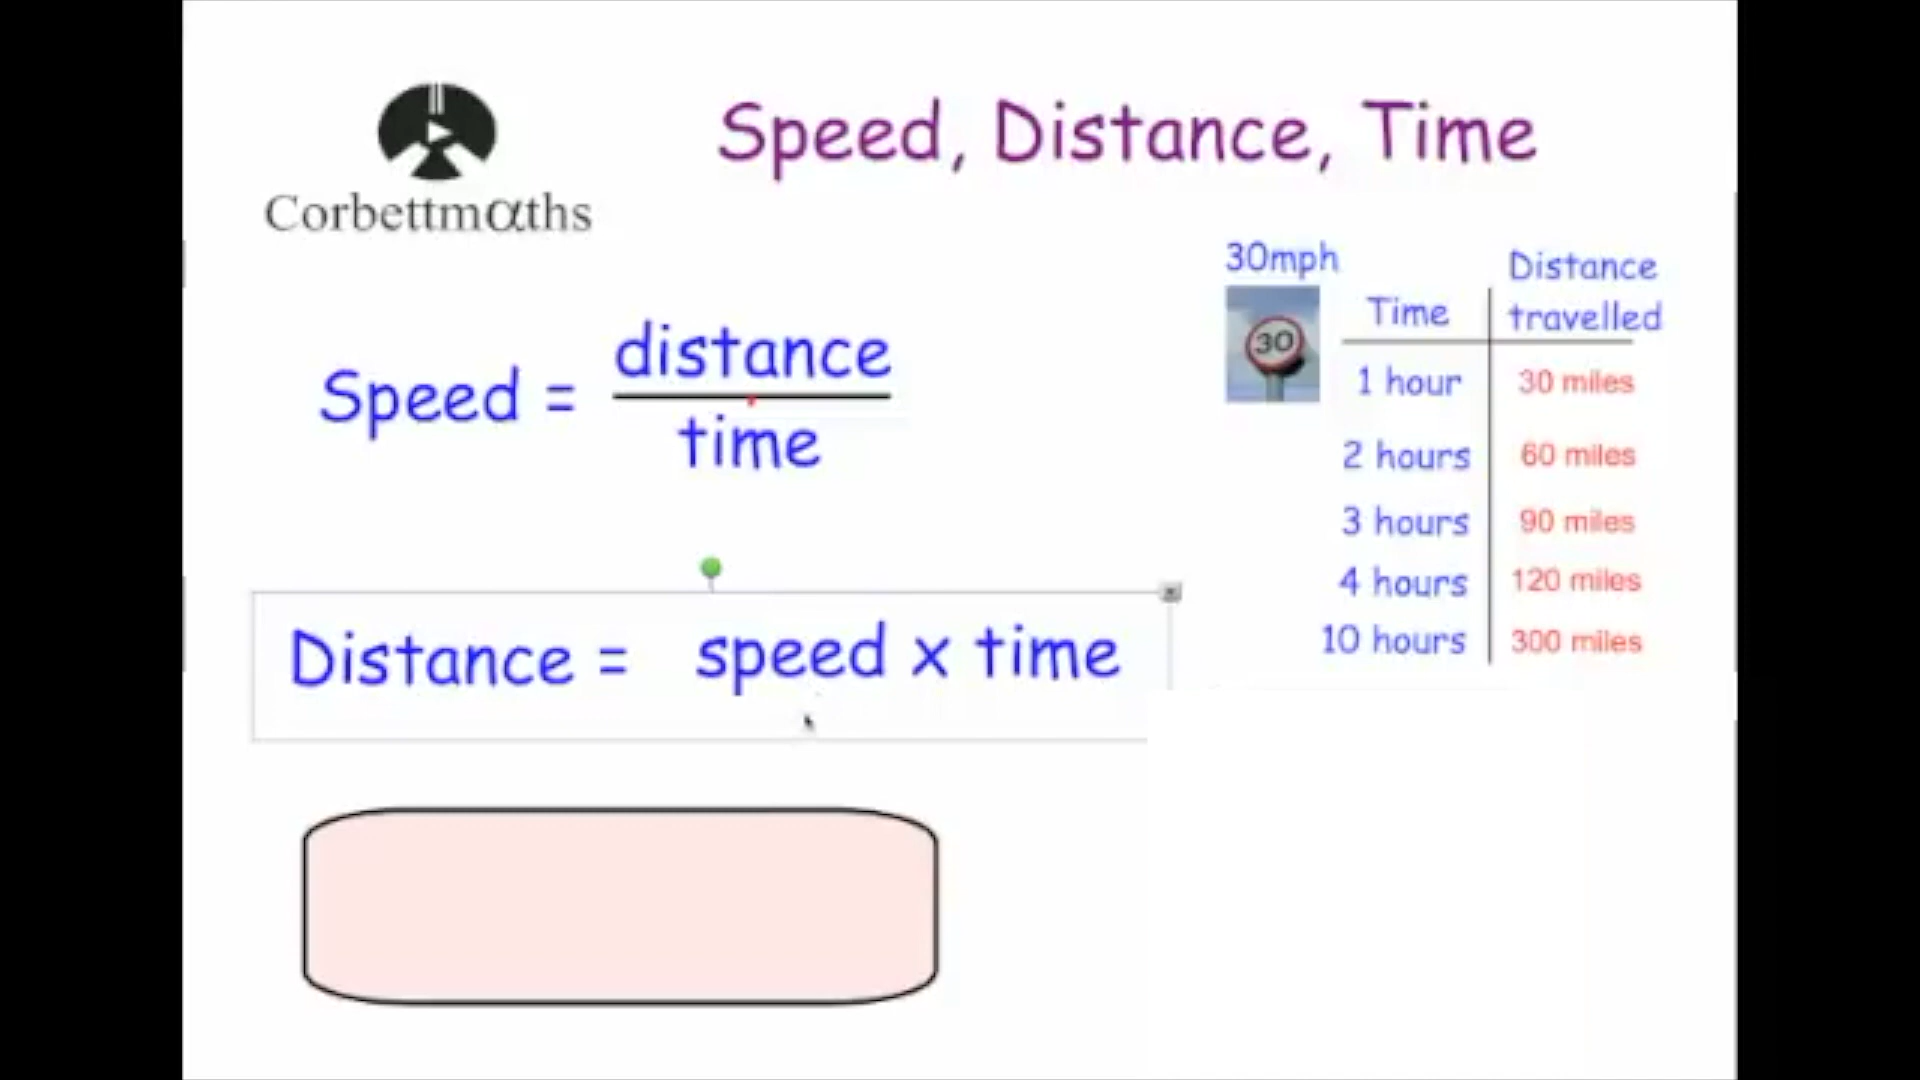 Corbettmαths
Speed, Distance, Time
Speed = distance
time
Distance = speed x time
30mph
30
Time Distance travelled
1 hour 30 miles
2 hours 60 miles
3 hours 90 miles
4 hours 120 miles
10 hours 300 miles